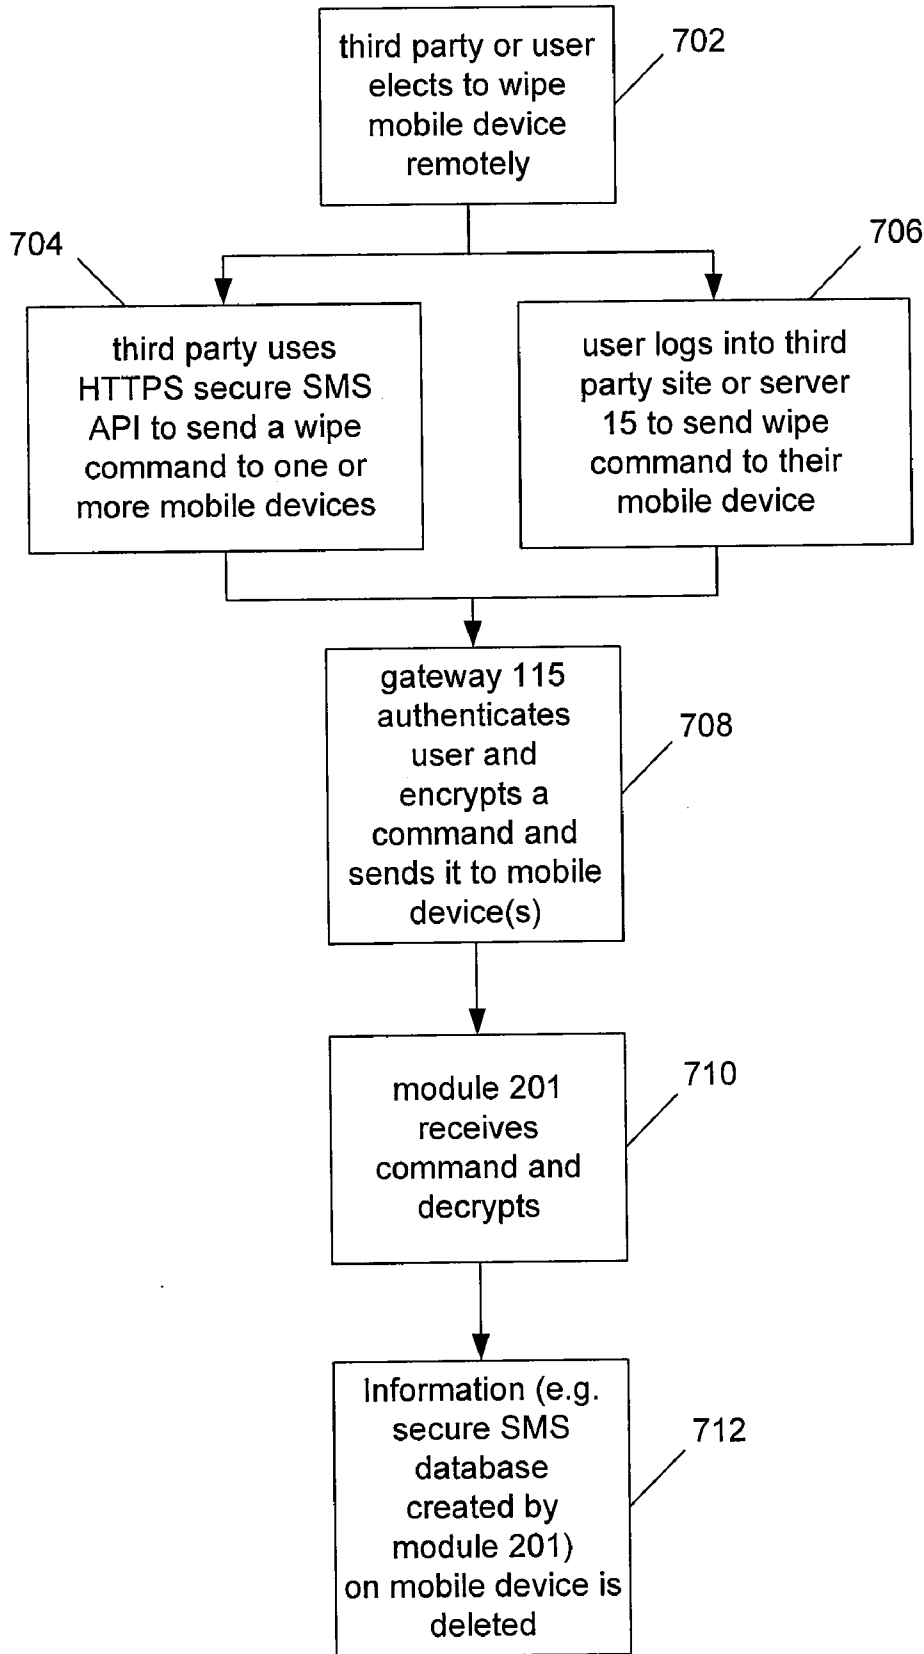 third party or user
elects to wipe
mobile device
remotely
702
704
third party uses
HTTPS secure SMS
API to send a wipe
command to one or
more mobile devices
706
user logs into third
party site or server
15 to send wipe
command to their
mobile device
gateway 115
authenticates
user and
encrypts a
command and
sends it to mobile
device(s)
708
module 201
receives
command and
decrypts
710
Information (e.g.
secure SMS
database
created by
module 201)
on mobile device is
deleted
712